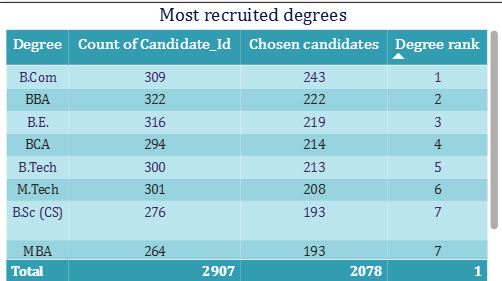 Most recruited degrees
Degree Count of Candidate_Id Chosen candidates Degree rank
B.Com 309 243 1
BBA 322 222 2
B.E. 316 219 3
BCA 294 214 4
B.Tech 300 213 5
M.Tech 301 208 6
B.Sc (CS) 276 193 7
MBA 264 193 7
Total 2907 2078 1